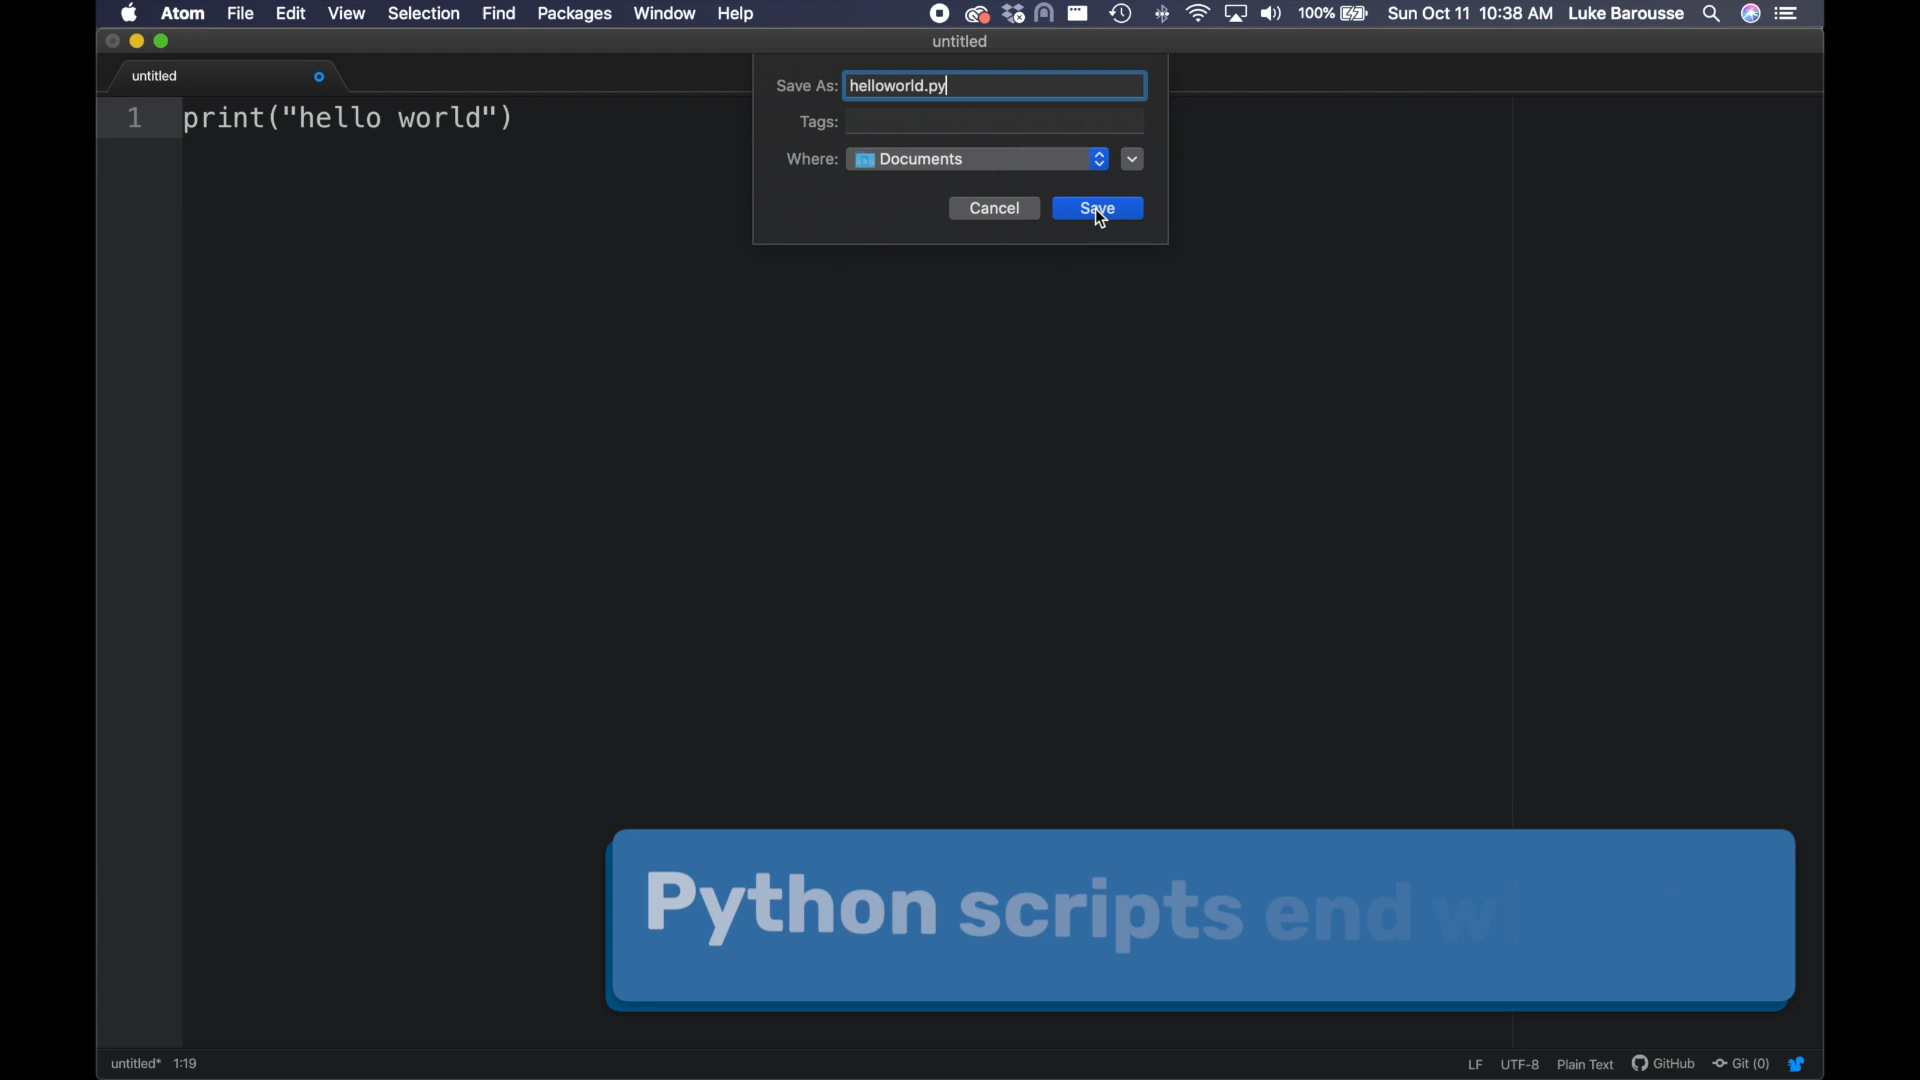 Atom File Edit View Selection Find Packages Window Help 100% Sun Oct 11 10:38 AM Luke Barousse
untitled
untitled
Save As: helloworld.py
1 print("hello world")
Tags:
Where: Documents
Cancel Save
Python scripts end wi
untitled* 1:19 LF UTF-8 Plain Text GitHub Git (0)